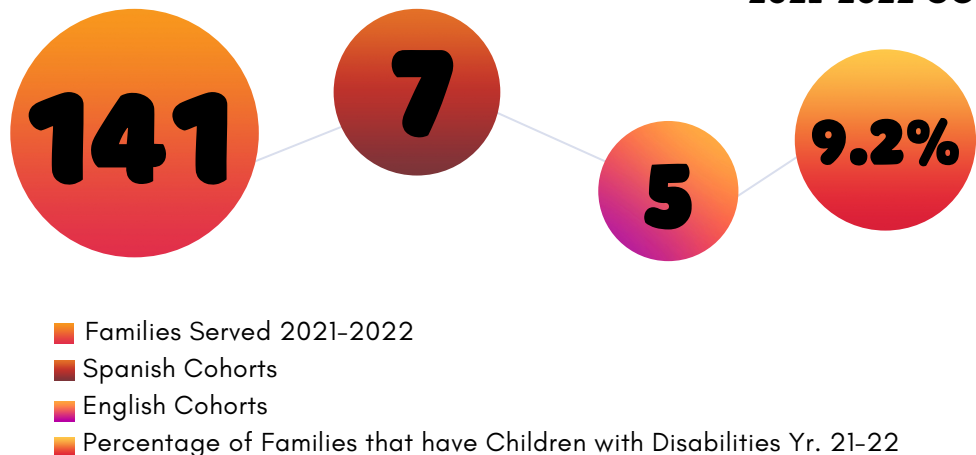 141
7
5
9.2%
Families Served 2021-2022
Spanish Cohorts
English Cohorts
Percentage of Families that have Children with Disabilities Yr. 21-22